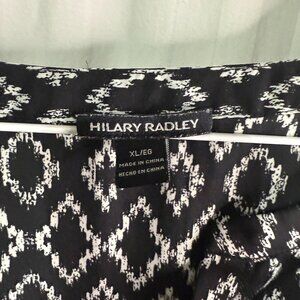 HILARY RADLEY
XL/EG
MADE IN CHINA
HECHO EN CHINA